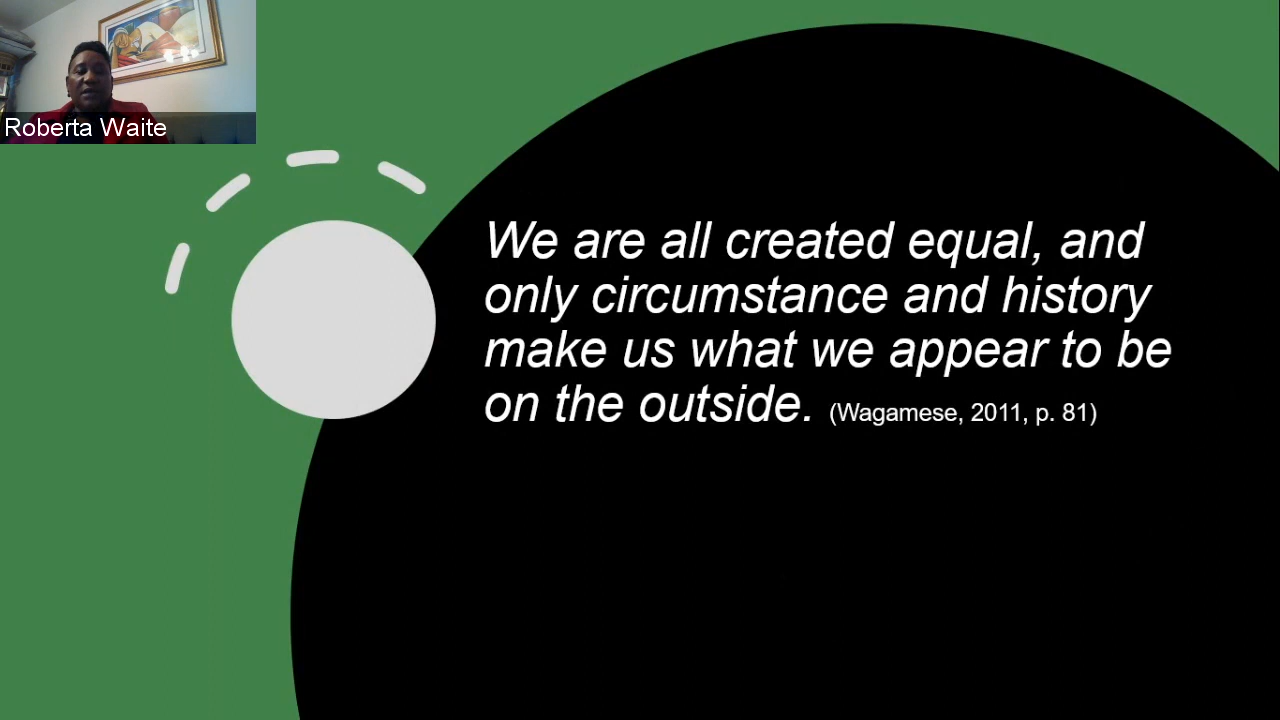 Roberta Waite
We are all created equal, and
only circumstance and history
make us what we appear to be
on the outside. (Wagamese, 2011, p. 81)